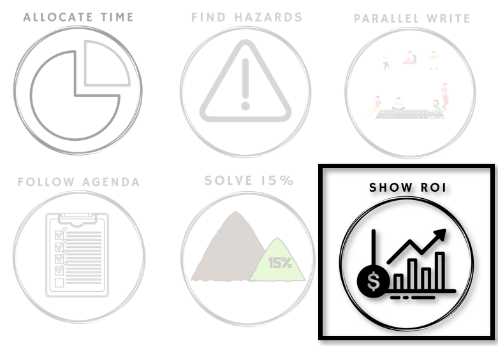 ALLOCATE TIME
FIND HAZARDS
PARALLEL WRITE
FOLLOW AGENDA
SOLVE 15%
15%
SHOW ROI
$